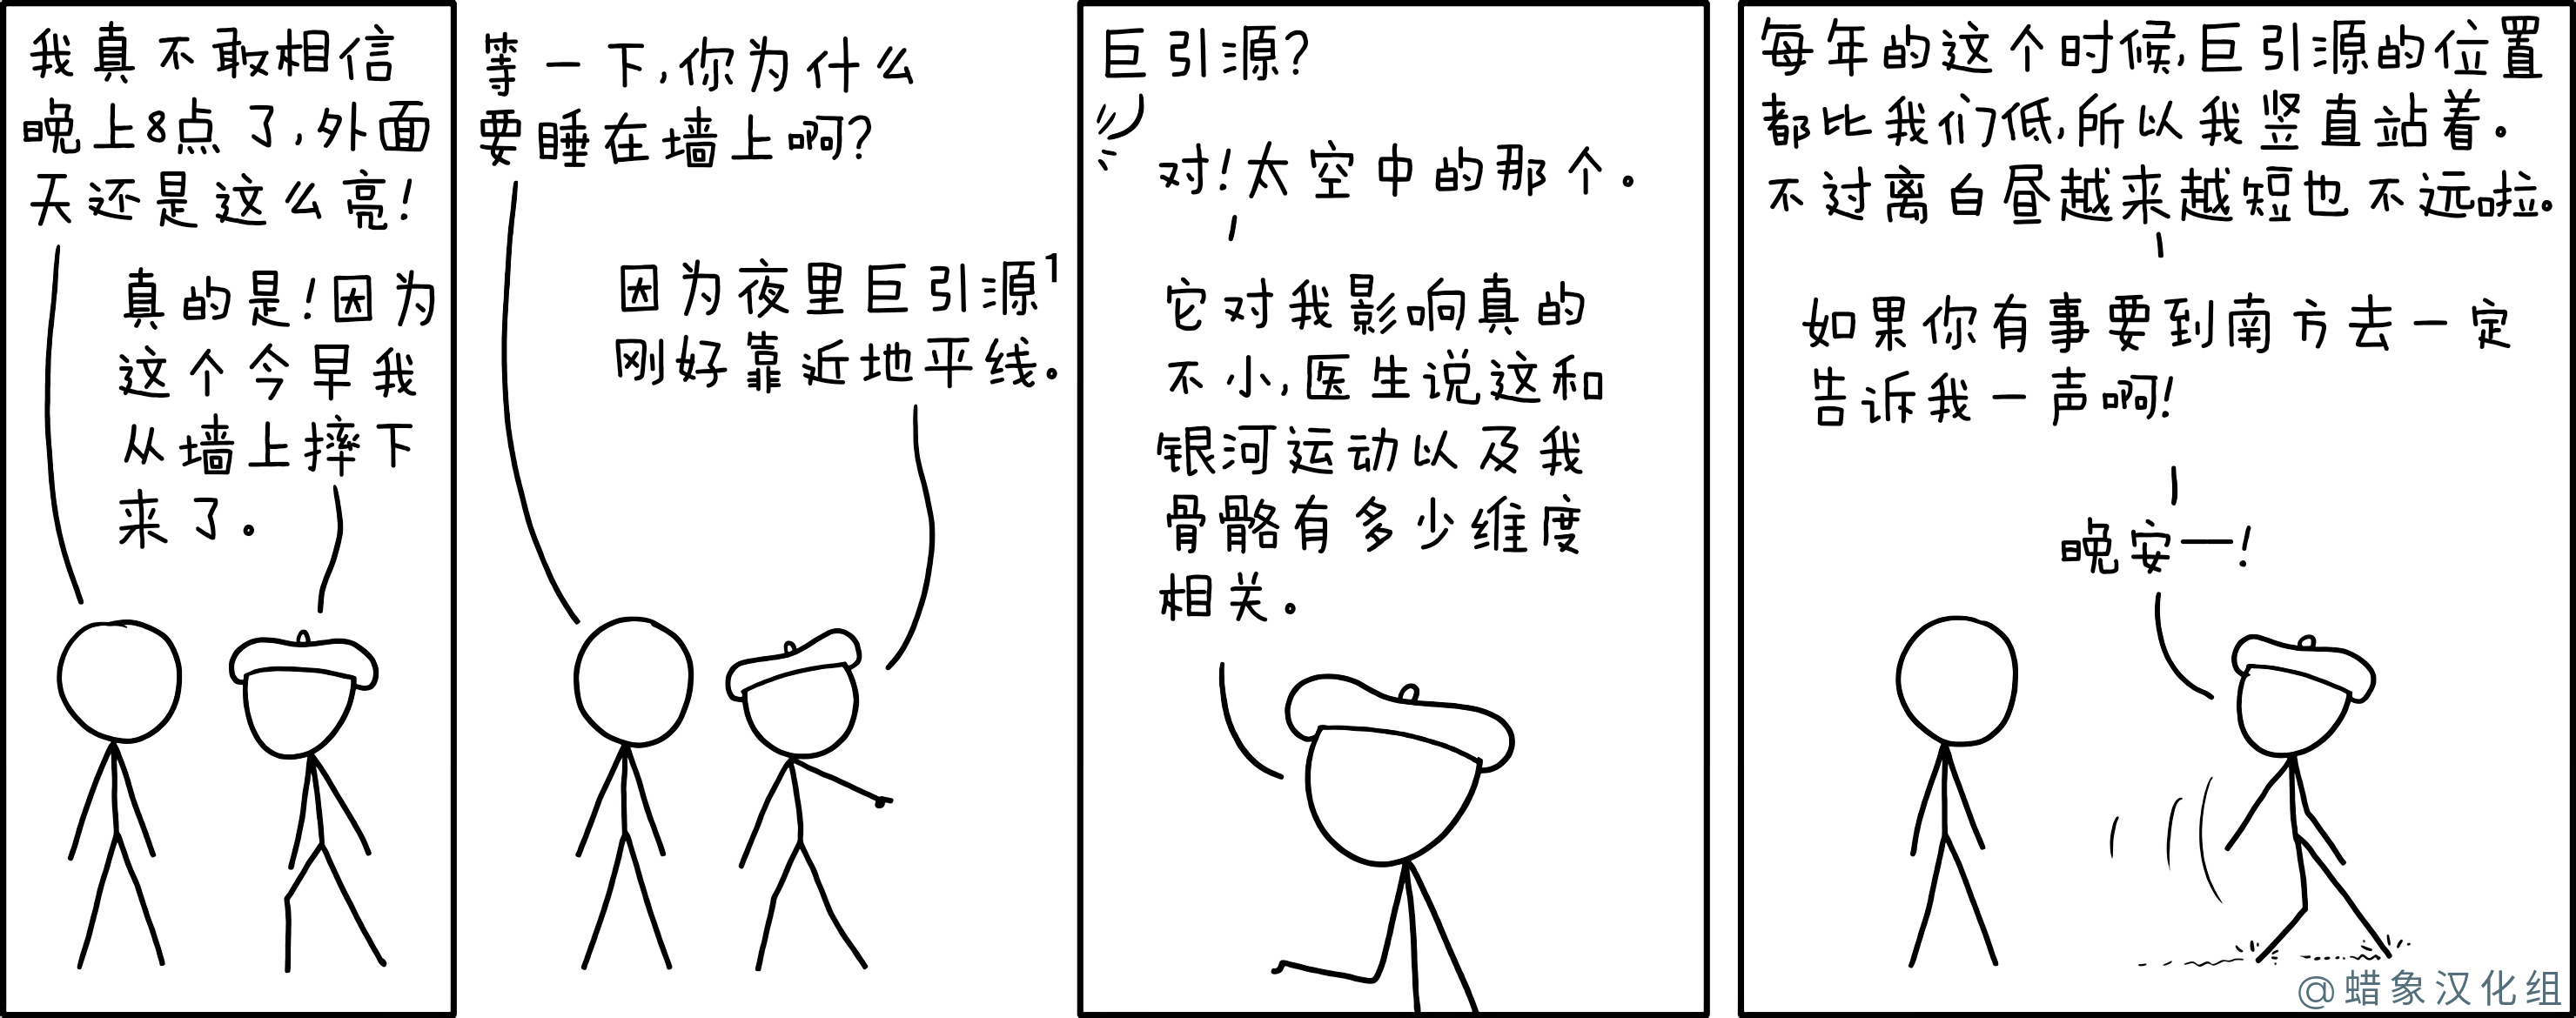 我真不敢相信
晚上8点了,外面
天还是这么亮!
真的是!因为
这个今早我
从墙上摔下
来了。
等一下,你为什么
要睡在墙上啊?
因为夜里巨引源1
刚好靠近地平线。
巨引源?
对!太空中的那个。
它对我影响真的
不小,医生说这和
银河运动以及我
骨骼有多少维度
相关。
每年的这个时候,巨引源的位置
都比我们低,所以我竖直站着。
不过离白昼越来越短也不远啦。
如果你有事要到南方去一定
告诉我一声啊!
晚安——!
@蜡象汉化组